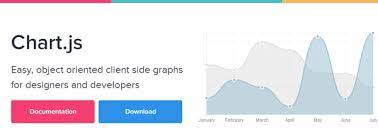 Chart.js
Easy, object oriented client side graphs
for designers and developers
Documentation
Download
January
February
March
April
May
June
July